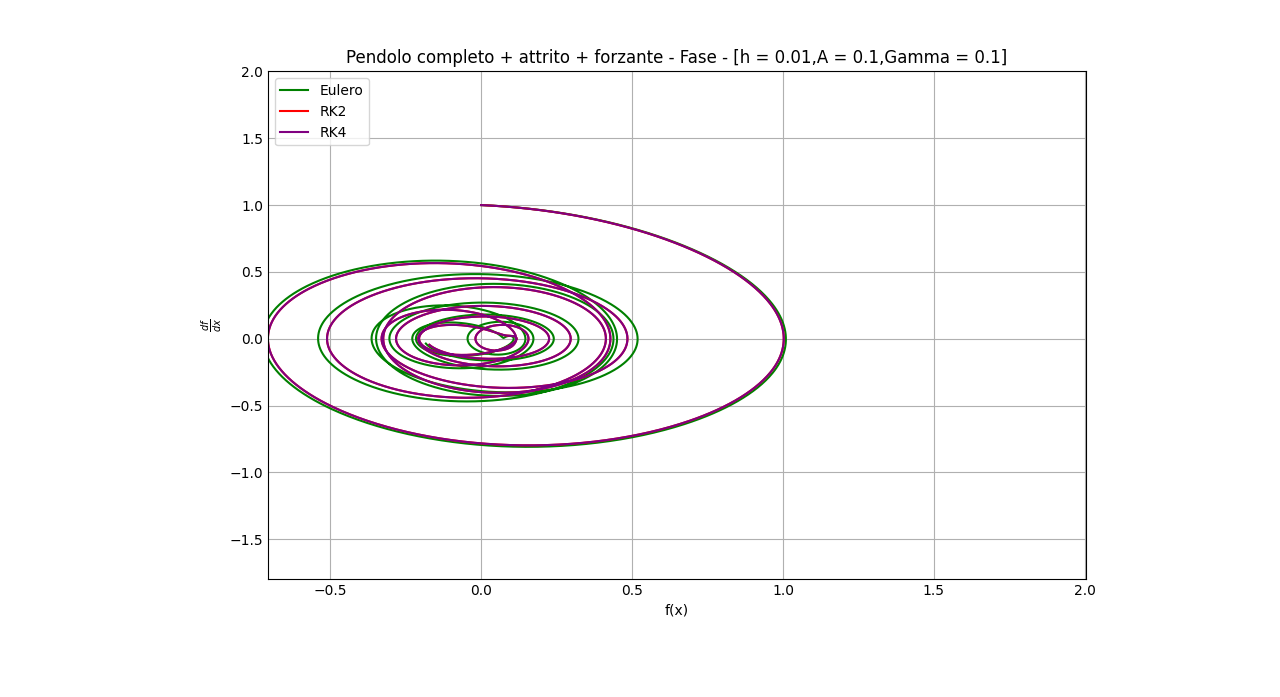 Pendolo completo + attrito + forzante - Fase - [h = 0.01,A = 0.1,Gamma = 0.1]
Eulero
RK2
RK4
2.0
1.5
1.0
0.5
0.0
−0.5
−1.0
−1.5
df
dx
−0.5 0.0 0.5 1.0 1.5 2.0
f(x)